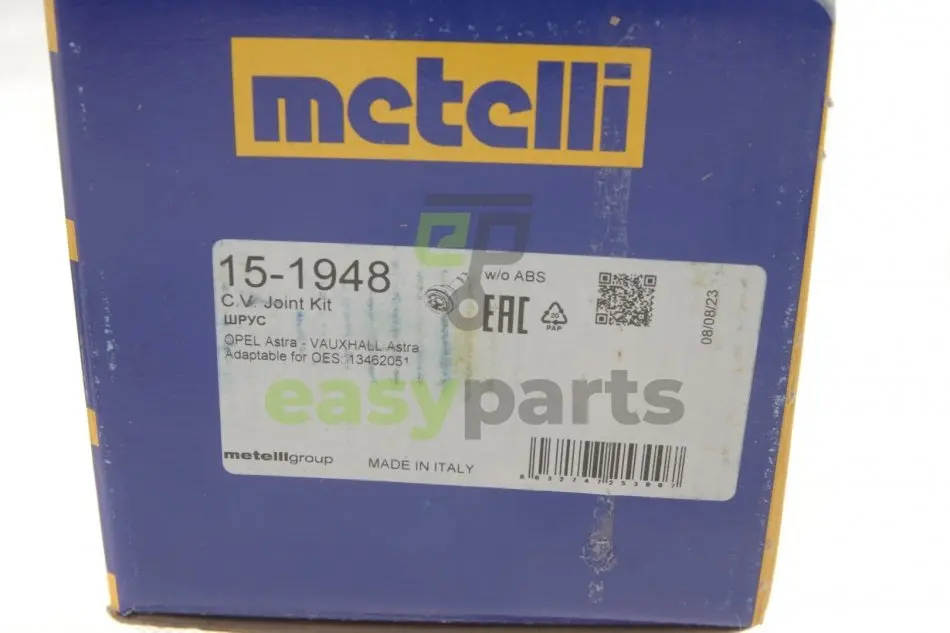 metelli
15-1948
C.V. Joint Kit
ШРУС
OPEL Astra - VAUXHALL Astra
Adaptable for OES: 13462051
w/o ABS
EAC
20
PAP
08/08/23
easyparts
metelligroup
MADE IN ITALY